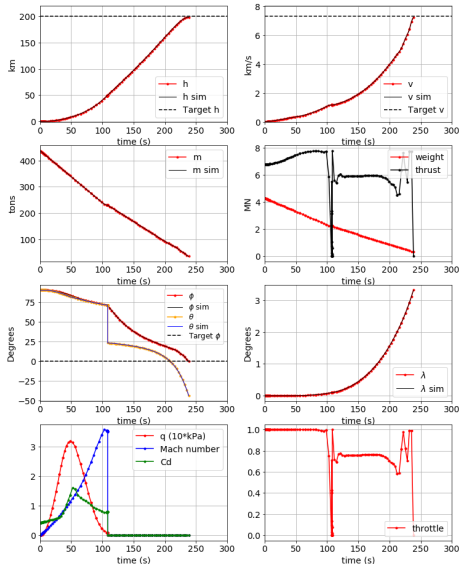 200
150
100
50
0
km
h
h sim
Target h
0 50 100 150 200 250 300
time (s)
7
6
5
4
3
2
1
0
km/s
v
v sim
Target v
0 50 100 150 200 250 300
time (s)
400
300
200
100
tons
m
m sim
0 50 100 150 200 250 300
time (s)
8
6
4
2
0
MN
weight
thrust
0 50 100 150 200 250 300
time (s)
75
50
25
0
−25
−50
Degrees
ϕ
ϕ sim
θ
θ sim
Target ϕ
0 50 100 150 200 250 300
time (s)
3
2
1
0
Degrees
λ
λ sim
0 50 100 150 200 250 300
time (s)
3
2
1
0
q (10*kPa)
Mach number
Cd
0 50 100 150 200 250 300
time (s)
1.0
0.8
0.6
0.4
0.2
0.0
throttle
0 50 100 150 200 250 300
time (s)